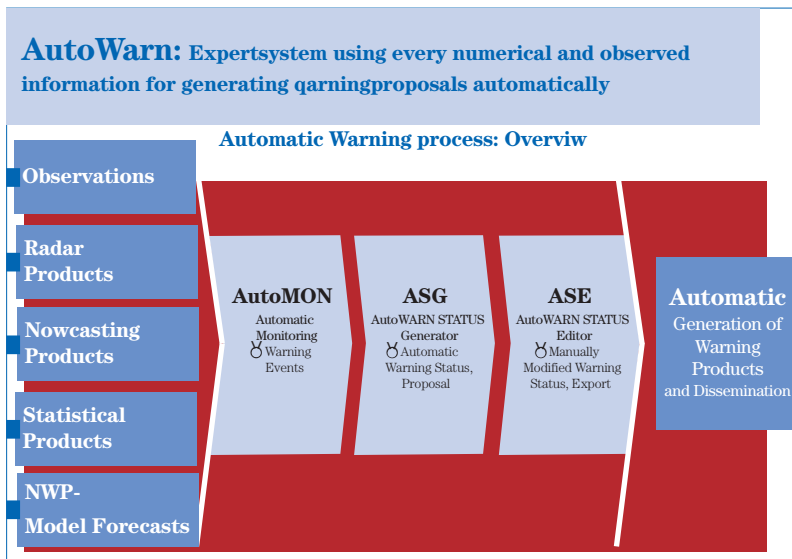 AutoWarn: Expertsystem using every numerical and observed
information for generating qarningproposals automatically
Automatic Warning process: Overviw
Observations
Radar
Products
Nowcasting
Products
Statistical
Products
NWP-
Model Forecasts
AutoMON
Automatic
Monitoring
Warning
Events
ASG
AutoWARN STATUS
Generator
Automatic
Warning Status,
Proposal
ASE
AutoWARN STATUS
Editor
Manually
Modified Warning
Status, Export
Automatic
Generation of
Warning
Products
and Dissemination